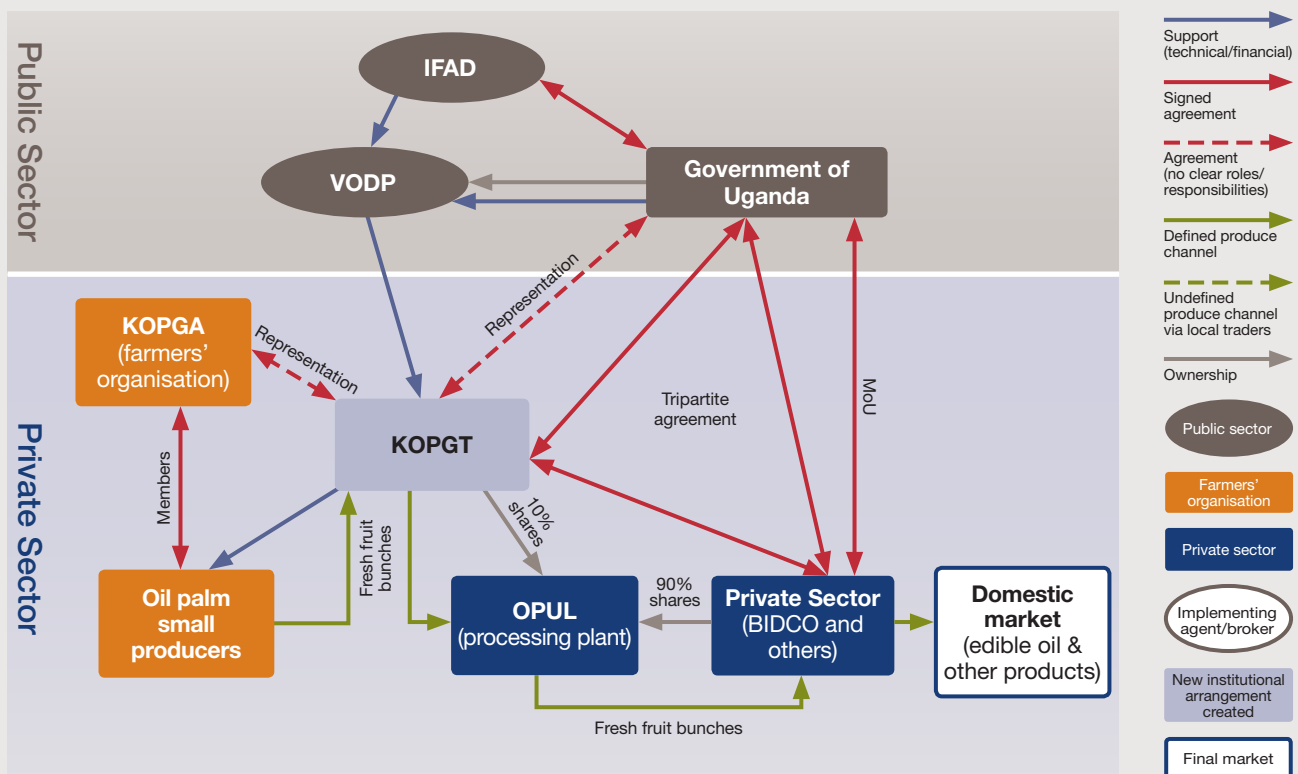 Public Sector
IFAD
VODP
Government of
Uganda
Representation
KOPGA
(farmers'
organisation)
Representation
Private Sector
KOPGT
Tripartite
agreement
MoU
Members
10%
shares
Fresh fruit
bunches
Oil palm
small
producers
OPUL
(processing plant)
90%
shares
Private Sector
(BIDCO and
others)
Domestic
market
(edible oil &
other products)
Fresh fruit bunches
Support
(technical/financial)
Signed
agreement
Agreement
(no clear roles/
responsibilities)
Defined produce
channel
Undefined
produce channel
via local traders
Ownership
Public sector
Farmers'
organisation
Private sector
Implementing
agent/broker
New institutional
arrangement
created
Final market